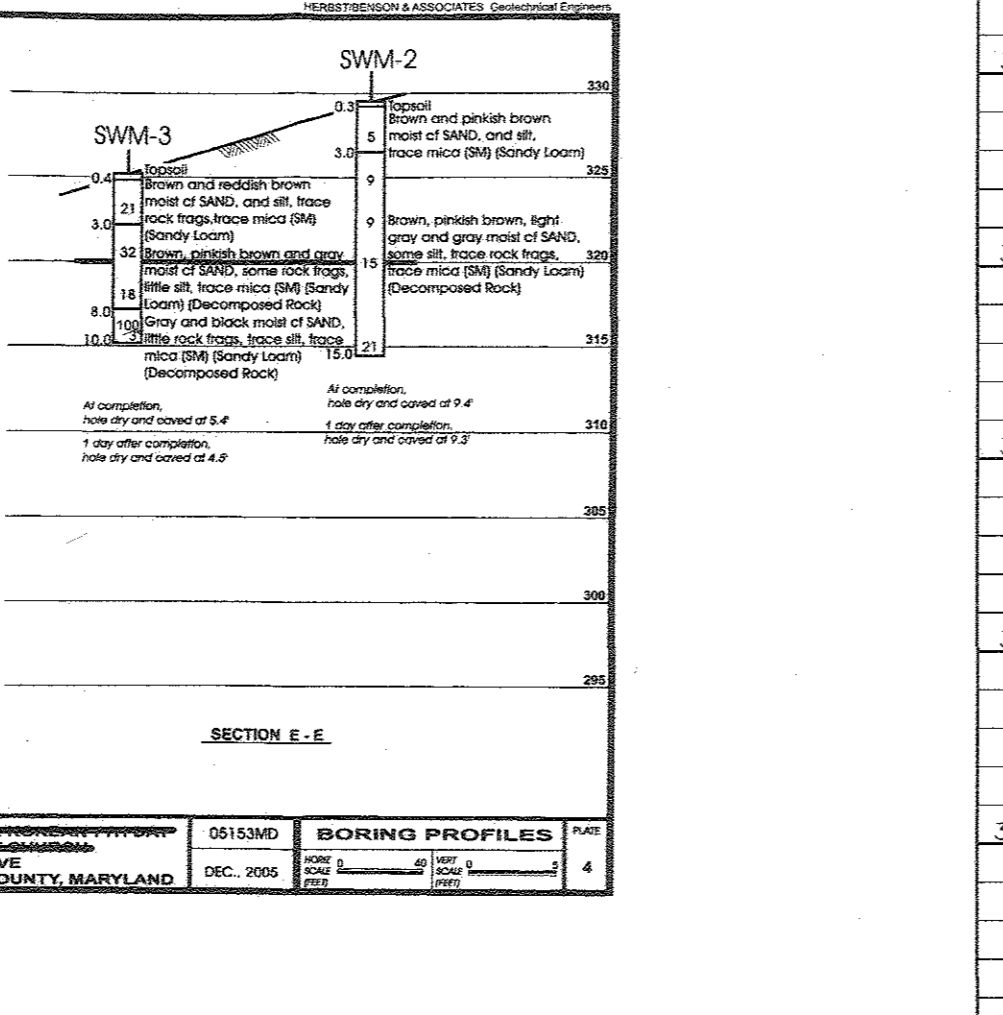 HERBST/BENSON & ASSOCIATES Geotechnical Engineers
SWM-2
330
0.3
Topsoil
Brown and pinkish brown
5
moist cf SAND, and silt,
3.0
trace mica (SM) (Sandy Loam)
325
9
9
Brown, pinkish brown, light
gray and gray moist cf SAND,
some silt, trace rock frags,
320
15
trace mica (SM) (Sandy Loam)
(Decomposed Rock)
315
21
15.0
At completion,
hole dry and caved at 9.4'
1 day after completion,
hole dry and caved at 9.3'
310
SWM-3
Topsoil
0.4
Brown and reddish brown
moist cf SAND, and silt, trace
21
rock frags, trace mica (SM)
3.0
(Sandy Loam)
32
Brown, pinkish brown and gray
moist cf SAND, some rock frags,
little silt, trace mica (SM) (Sandy
18
Loam) (Decomposed Rock)
8.0
100
Gray and black moist cf SAND,
10.0
3
little rock frags, trace silt, trace
mica (SM) (Sandy Loam)
(Decomposed Rock)
At completion,
hole dry and caved at 5.4'
1 day after completion,
hole dry and caved at 4.5'
305
300
295
SECTION E - E
VE
OUNTY, MARYLAND
05153MD
DEC., 2005
BORING PROFILES
HORIZ SCALE (FEET) 0 40
VERT SCALE (FEET) 0 5
PLATE
4